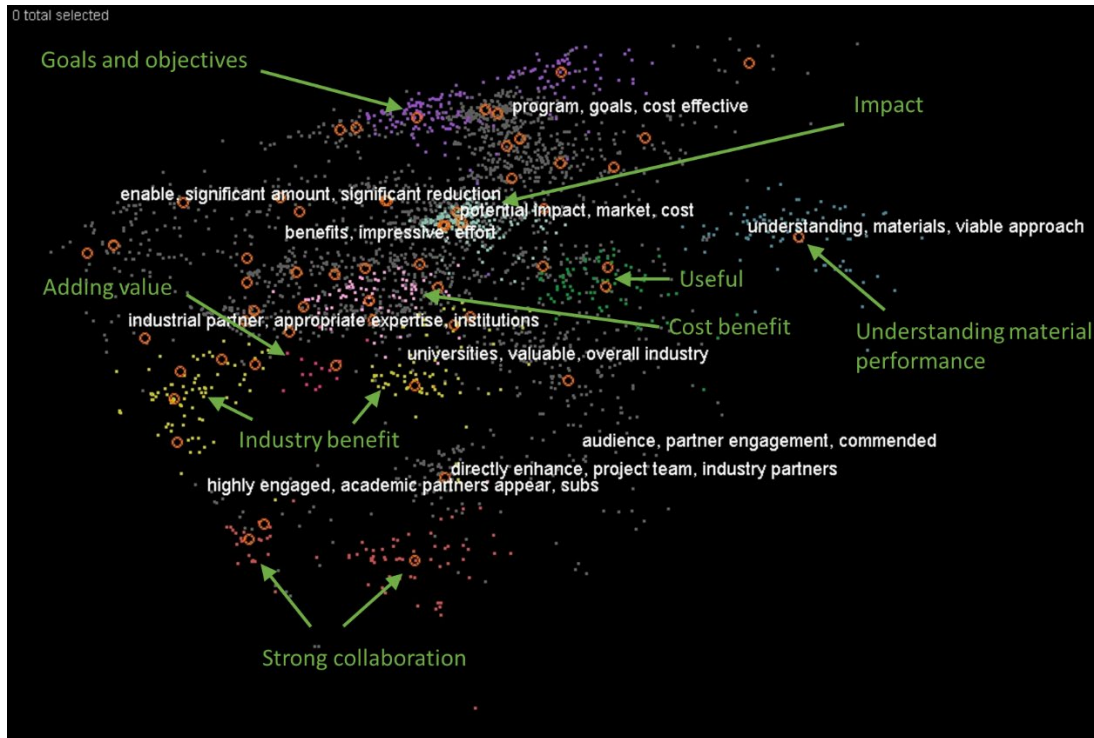 0 total selected
Goals and objectives
program, goals, cost effective
Impact
enable, significant amount, significant reduction
potential impact, market, cost
benefits, impressive, effort
understanding, materials, viable approach
Adding value
Useful
industrial partner, appropriate expertise, institutions
Cost benefit
Understanding material
performance
universities, valuable, overall industry
Industry benefit
audience, partner engagement, commended
directly enhance, project team, industry partners
highly engaged, academic partners appear, subs
Strong collaboration